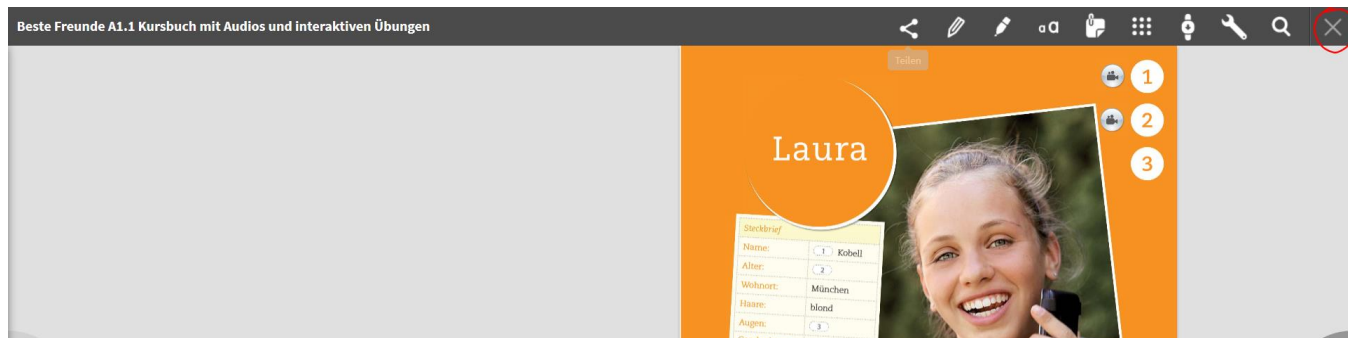 Beste Freunde A1.1 Kursbuch mit Audios und interaktiven Übungen
aa
Teilen
1
2
3
Laura
Steckbrief
Name: 1 Kobell
Alter: 2
Wohnort: München
Haare: blond
Augen: 3